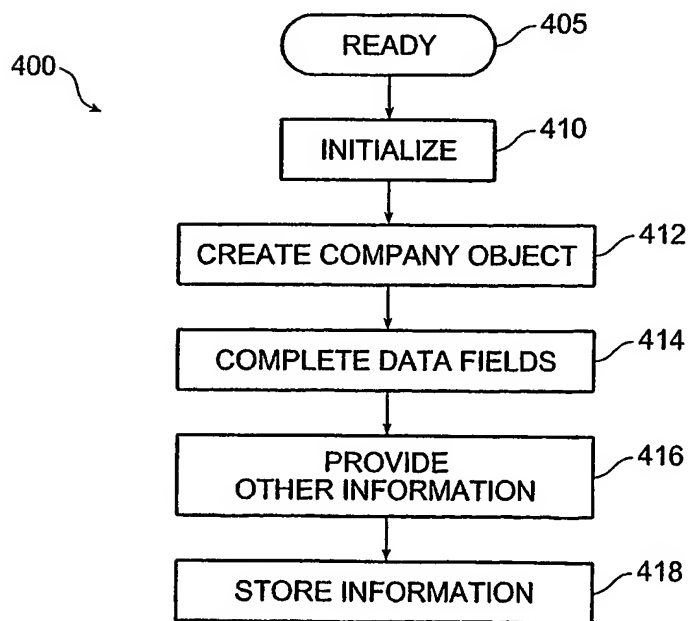 READY
405
400
INITIALIZE
410
CREATE COMPANY OBJECT
412
COMPLETE DATA FIELDS
414
PROVIDE
OTHER INFORMATION
416
STORE INFORMATION
418